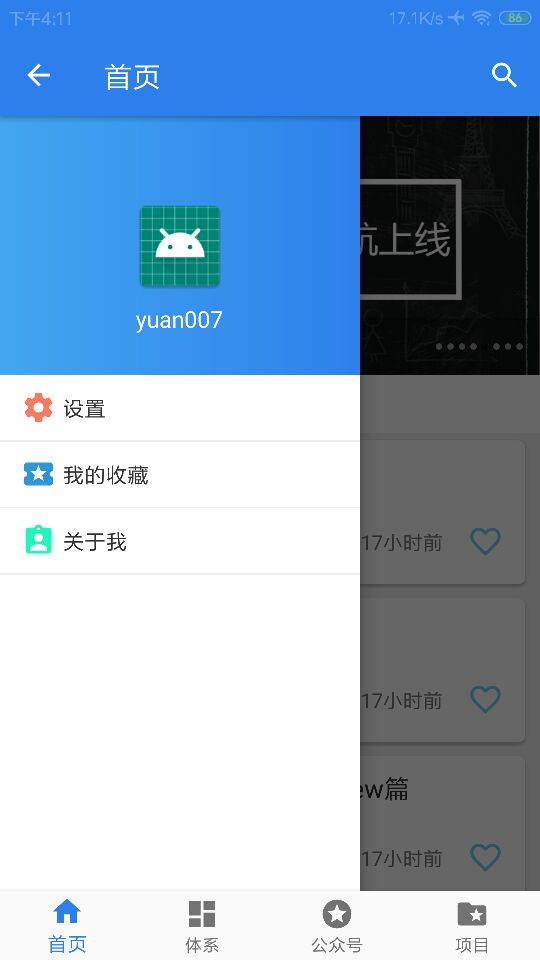 下午4:11
17.1K/s
86
首页
航上线
yuan007
设置
我的收藏
关于我
17小时前
17小时前
ew篇
17小时前
首页
体系
公众号
项目